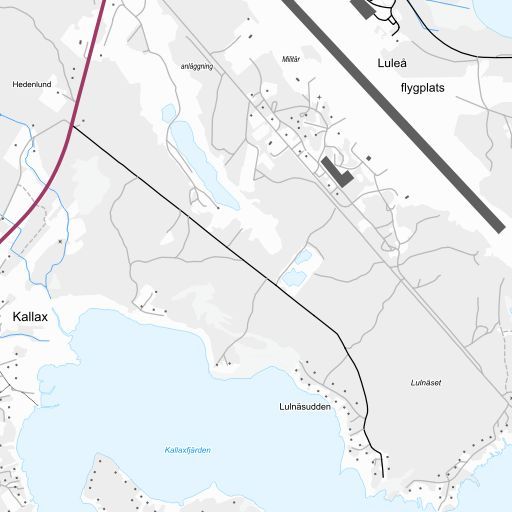 Militär
anläggning
Luleå
flygplats
Hedenlund
Kallax
Lulnäset
Lulnäsudden
Kallaxfjärden